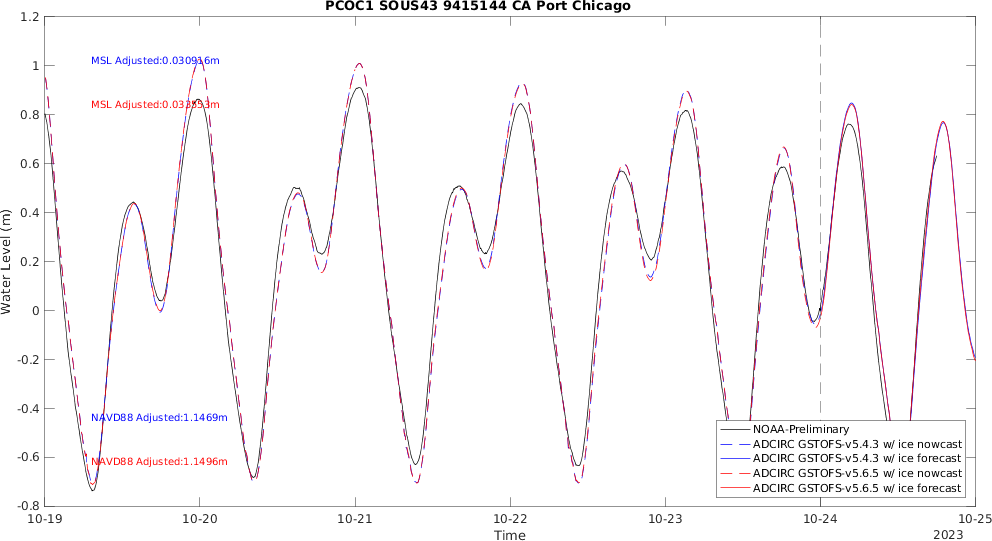 PCOC1 SOUS43 9415144 CA Port Chicago
1.2
1
0.8
0.6
0.4
0.2
0
-0.2
-0.4
-0.6
-0.8
Water Level (m)
MSL Adjusted:0.030916m
MSL Adjusted:0.033553m
NAVD88 Adjusted:1.1469m
NAVD88 Adjusted:1.1496m
NOAA-Preliminary
ADCIRC GSTOFS-v5.4.3 w/ ice nowcast
ADCIRC GSTOFS-v5.4.3 w/ ice forecast
ADCIRC GSTOFS-v5.6.5 w/ ice nowcast
ADCIRC GSTOFS-v5.6.5 w/ ice forecast
10-19 10-20 10-21 10-22 10-23 10-24 10-25
Time
2023